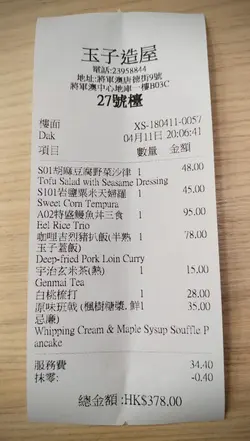 玉子造屋
電話:23958844
地址:將軍澳唐德街9號
將軍澳中心地庫一樓B03C
27號檯
樓面 XS-180411-0057
Dak 04月11日 20:06:41
項目 數量 金額
S01胡麻豆腐野菜沙律 1 48.00
Tofu Salad with Seasame Dressing
S101岩鹽粟米天婦羅 1 45.00
Sweet Corn Tempura
A02特盛鰻魚丼三食 1 95.00
Eel Rice Trio
咖哩吉烈豬扒飯(半熟 1 78.00
玉子蓋飯)
Deep-fried Pork Loin Curry
宇治玄米茶(熱) 1 15.00
Genmai Tea
白桃梳打 1 28.00
原味班戟 (楓樹糖漿, 鮮 1 35.00
忌廉)
Whipping Cream & Maple Sysup Souffle P
ancake
服務費 34.40
抹零: -0.40
總金額:HK$378.00